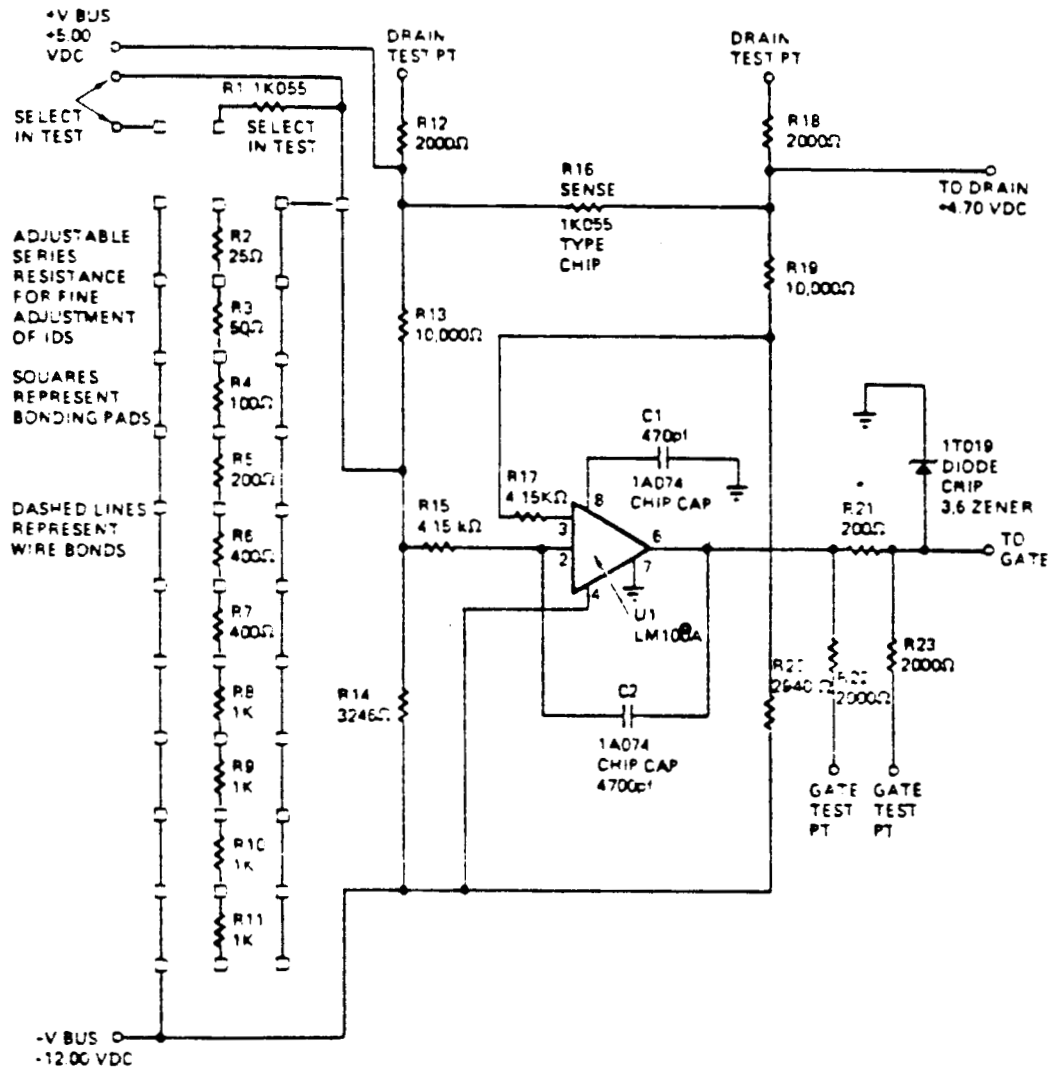 +V BUS
+5.00
VDC
SELECT
IN TEST
R1 1K055
SELECT
IN TEST
DRAIN
TEST PT
R12
2000Ω
DRAIN
TEST PT
R18
2000Ω
R16
SENSE
1K055
TYPE
CHIP
TO DRAIN
+4.70 VDC
ADJUSTABLE
SERIES
RESISTANCE
FOR FINE
ADJUSTMENT
OF IDS
SQUARES
REPRESENT
BONDING PADS
DASHED LINES
REPRESENT
WIRE BONDS
R2
25Ω
R3
50Ω
R4
100Ω
R5
200Ω
R6
400Ω
R7
400Ω
R8
1K
R9
1K
R10
1K
R11
1K
R13
10,000Ω
R19
10,000Ω
C1
470pf
1A074
CHIP CAP
R17
4.15KΩ
R15
4.15 kΩ
8
3
2
6
7
4
U1
1T019
DIODE
CHIP
3,6 ZENER
R21
200Ω
TO
GATE
R14
3246Ω
C2
1A074
CHIP CAP
4700pf
2940 Ω
R22
2000Ω
R23
2000Ω
GATE
TEST
PT
GATE
TEST
PT
-V BUS
-12.00 VDC